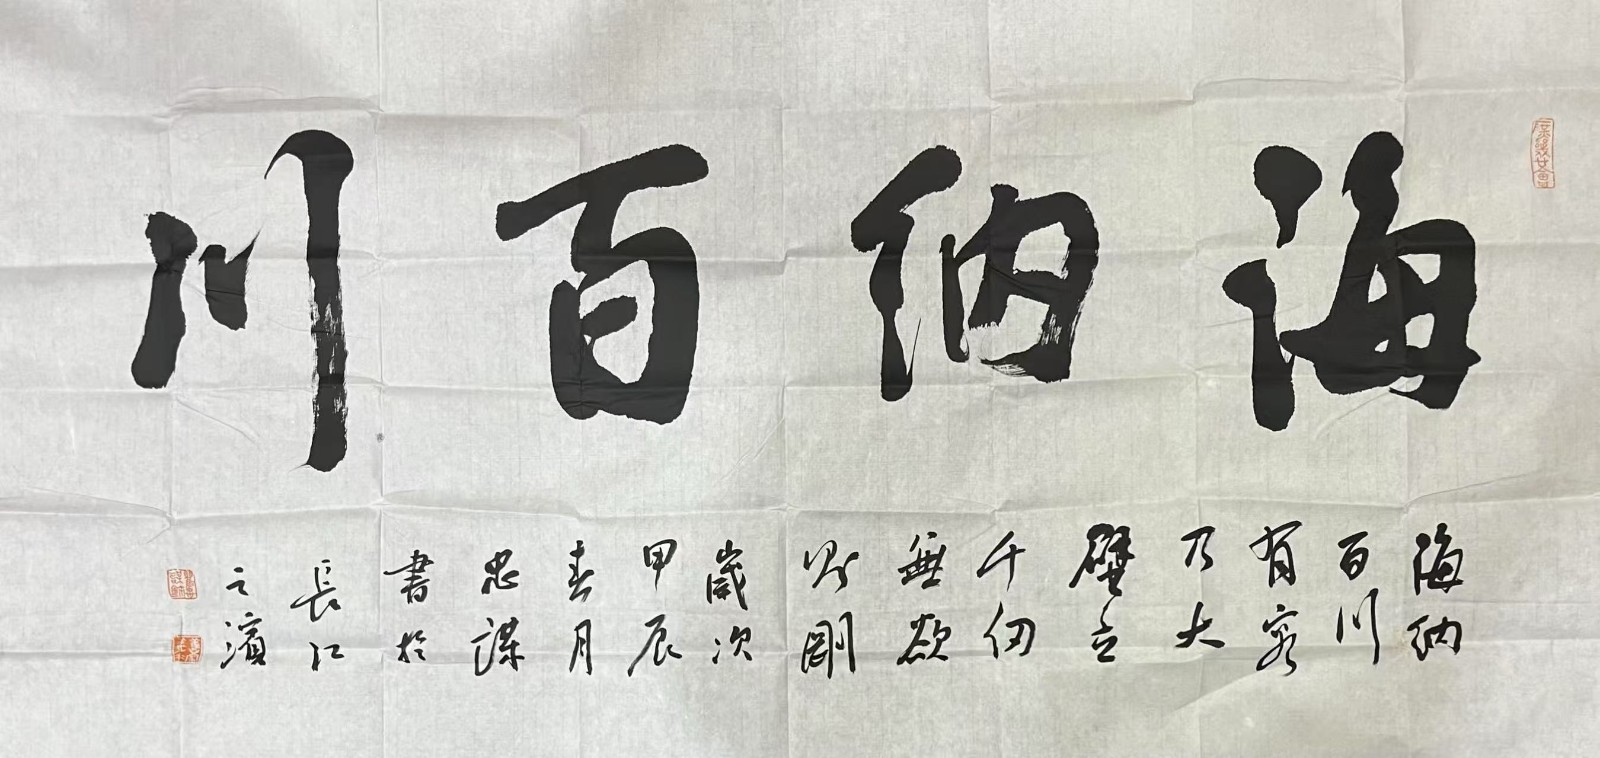 海納百川
海納
百川
有容
乃大
壁立
千仞
無欲
則剛
歲次
甲辰
春月
忠謀
書於
長江
之濱